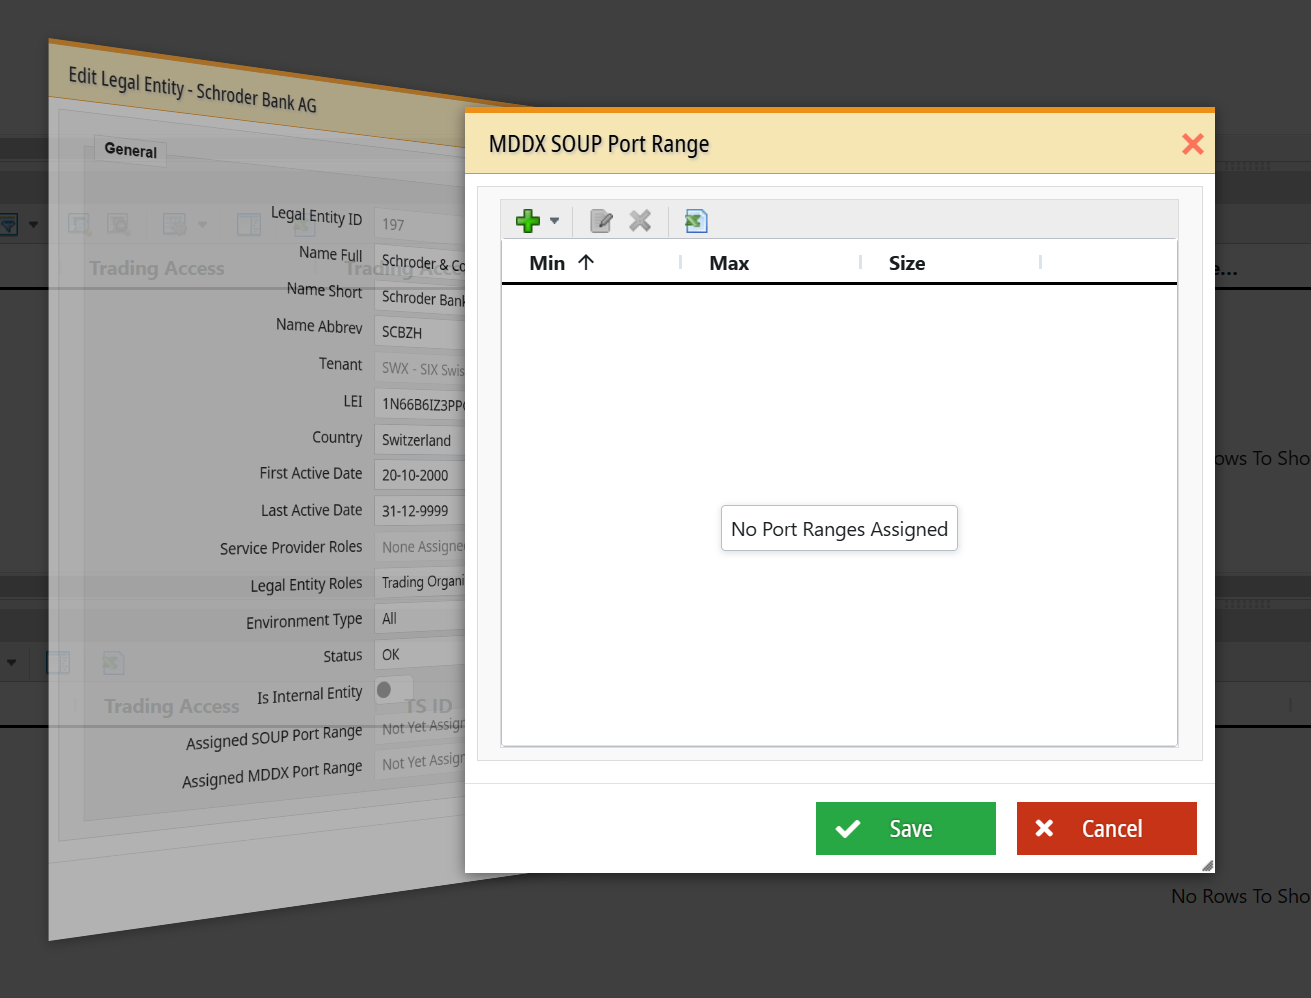 Edit Legal Entity - Schroder Bank AG
General
Legal Entity ID 197
Name Full Schroder & Co
Name Short Schroder Bank
Name Abbrev SCBZH
Tenant SWX - SIX Swis
LEI 1N66B6IZ3PP
Country Switzerland
First Active Date 20-10-2000
Last Active Date 31-12-9999
Service Provider Roles None Assigne
Legal Entity Roles Trading Organi
Environment Type All
Status OK
Is Internal Entity
Assigned SOUP Port Range Not Yet Assign
Assigned MDDX Port Range Not Yet Assign
Trading Access Trading Acce
Trading Access TS ID
MDDX SOUP Port Range
Min Max Size
No Port Ranges Assigned
Save Cancel
e...
ows To Sho
No Rows To Sho